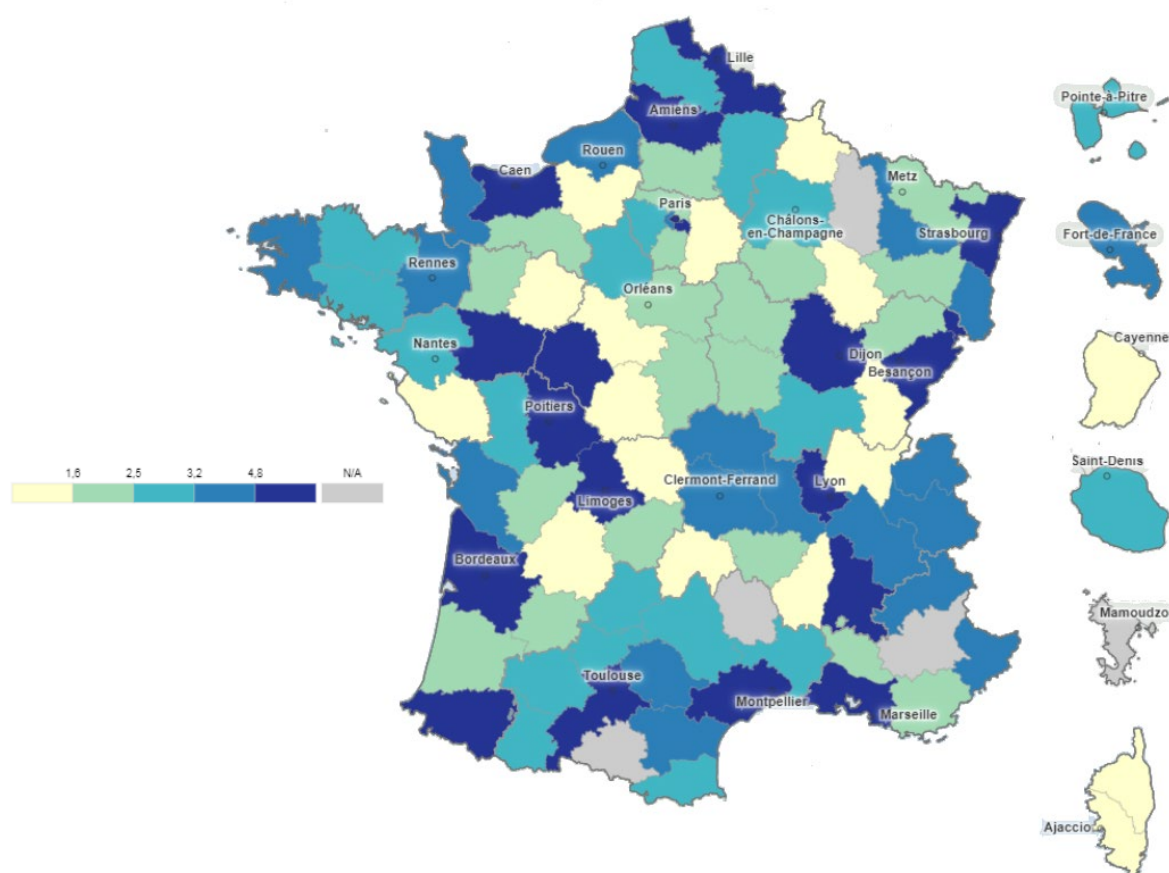 Lille
Pointe-à-Pitre
Amiens
Rouen
Caen
Metz
Paris
Châlons-
en-Champagne
Strasbourg
Fort-de-France
Rennes
Orléans
Nantes
Dijon
Besançon
Cayenne
Poitiers
Saint-Denis
1,6 2,5 3,2 4,8 N/A
Clermont-Ferrand
Lyon
Limoges
Bordeaux
Mamoudzo
Toulouse
Montpellier
Marseille
Ajaccio